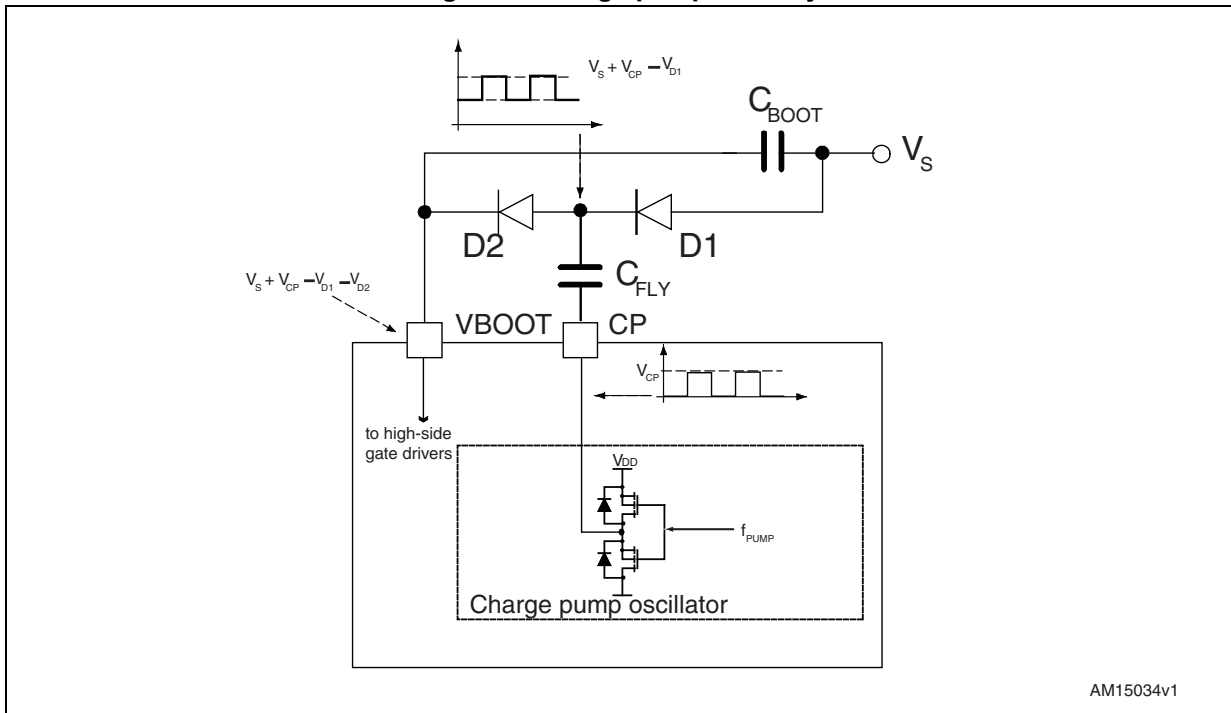 V_S + V_CP – V_D1
C_BOOT
V_S
D2
D1
C_FLY
V_S + V_CP – V_D1 – V_D2
VBOOT
CP
V_CP
to high-side
gate drivers
V_DD
f_PUMP
Charge pump oscillator
AM15034v1